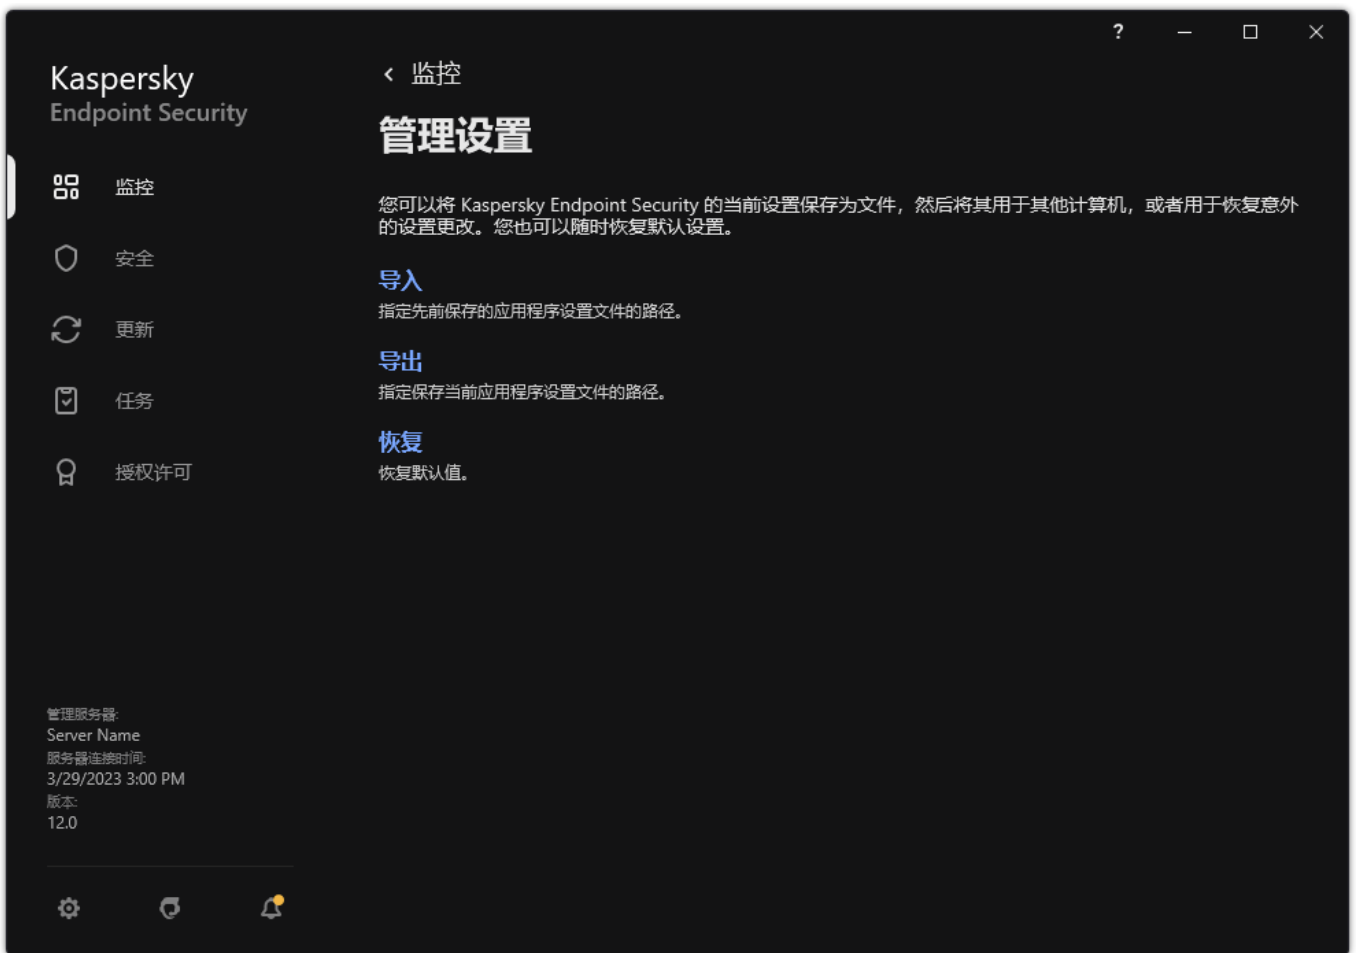 ?
Kaspersky
Endpoint Security
监控
安全
更新
任务
授权许可
管理服务器:
Server Name
服务器连接时间:
3/29/2023 3:00 PM
版本:
12.0
监控
管理设置
您可以将 Kaspersky Endpoint Security 的当前设置保存为文件，然后将其用于其他计算机，或者用于恢复意外
的设置更改。您也可以随时恢复默认设置。
导入
指定先前保存的应用程序设置文件的路径。
导出
指定保存当前应用程序设置文件的路径。
恢复
恢复默认值。